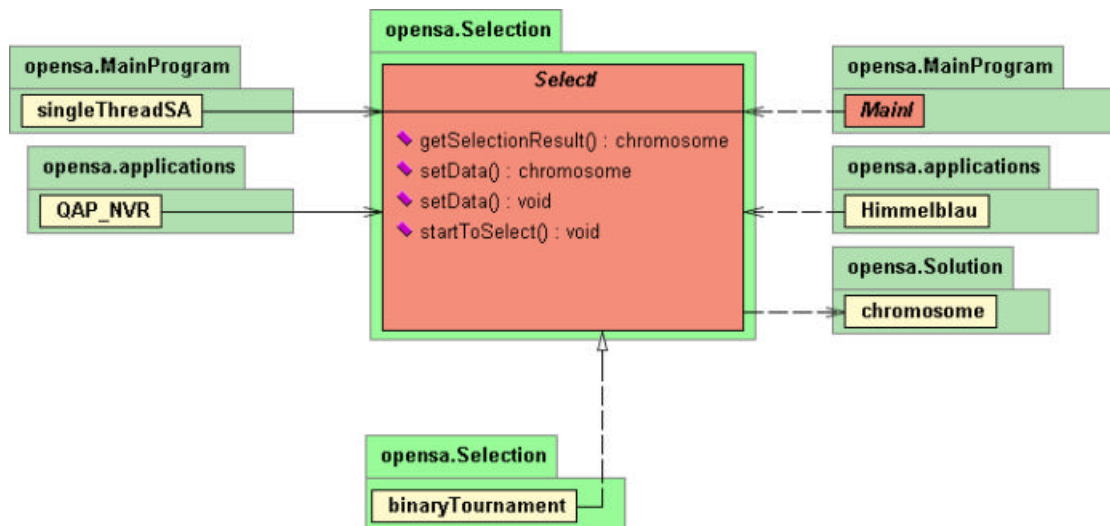 opensa.Selection
opensa.MainProgram
singleThreadSA
opensa.applications
QAP_NVR
SelectI
getSelectionResult() : chromosome
setData() : chromosome
setData() : void
startToSelect() : void
opensa.MainProgram
MainI
opensa.applications
Himmelblau
opensa.Solution
chromosome
opensa.Selection
binaryTournament